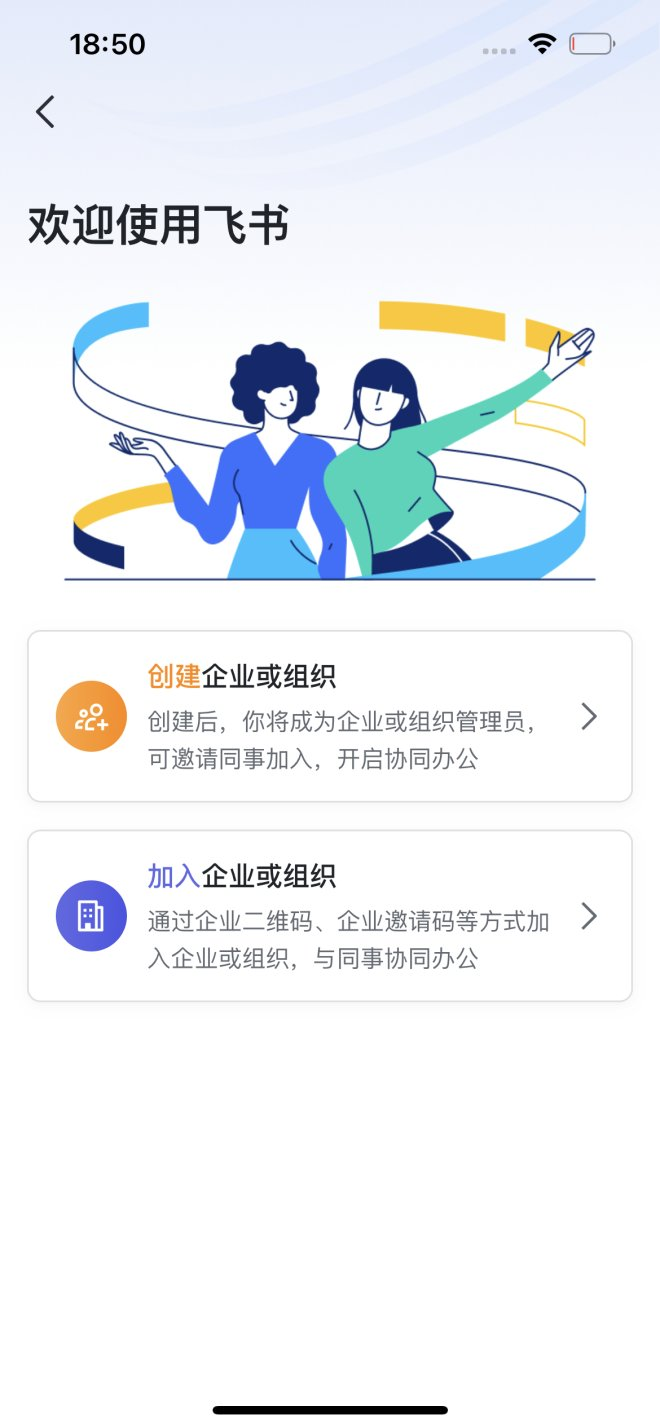 18:50
欢迎使用飞书
创建企业或组织
创建后，你将成为企业或组织管理员，
可邀请同事加入，开启协同办公
加入企业或组织
通过企业二维码、企业邀请码等方式加
入企业或组织，与同事协同办公